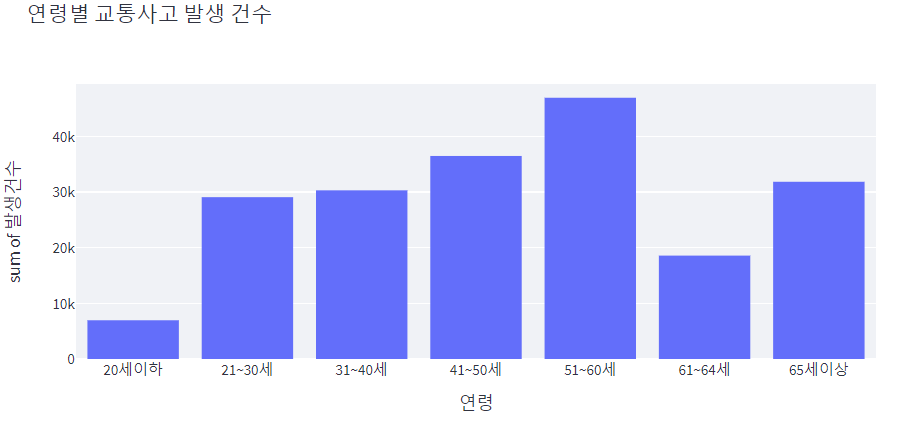 연령별 교통사고 발생 건수
sum of 발생건수
40k
30k
20k
10k
0
20세이하 21~30세 31~40세 41~50세 51~60세 61~64세 65세이상
연령